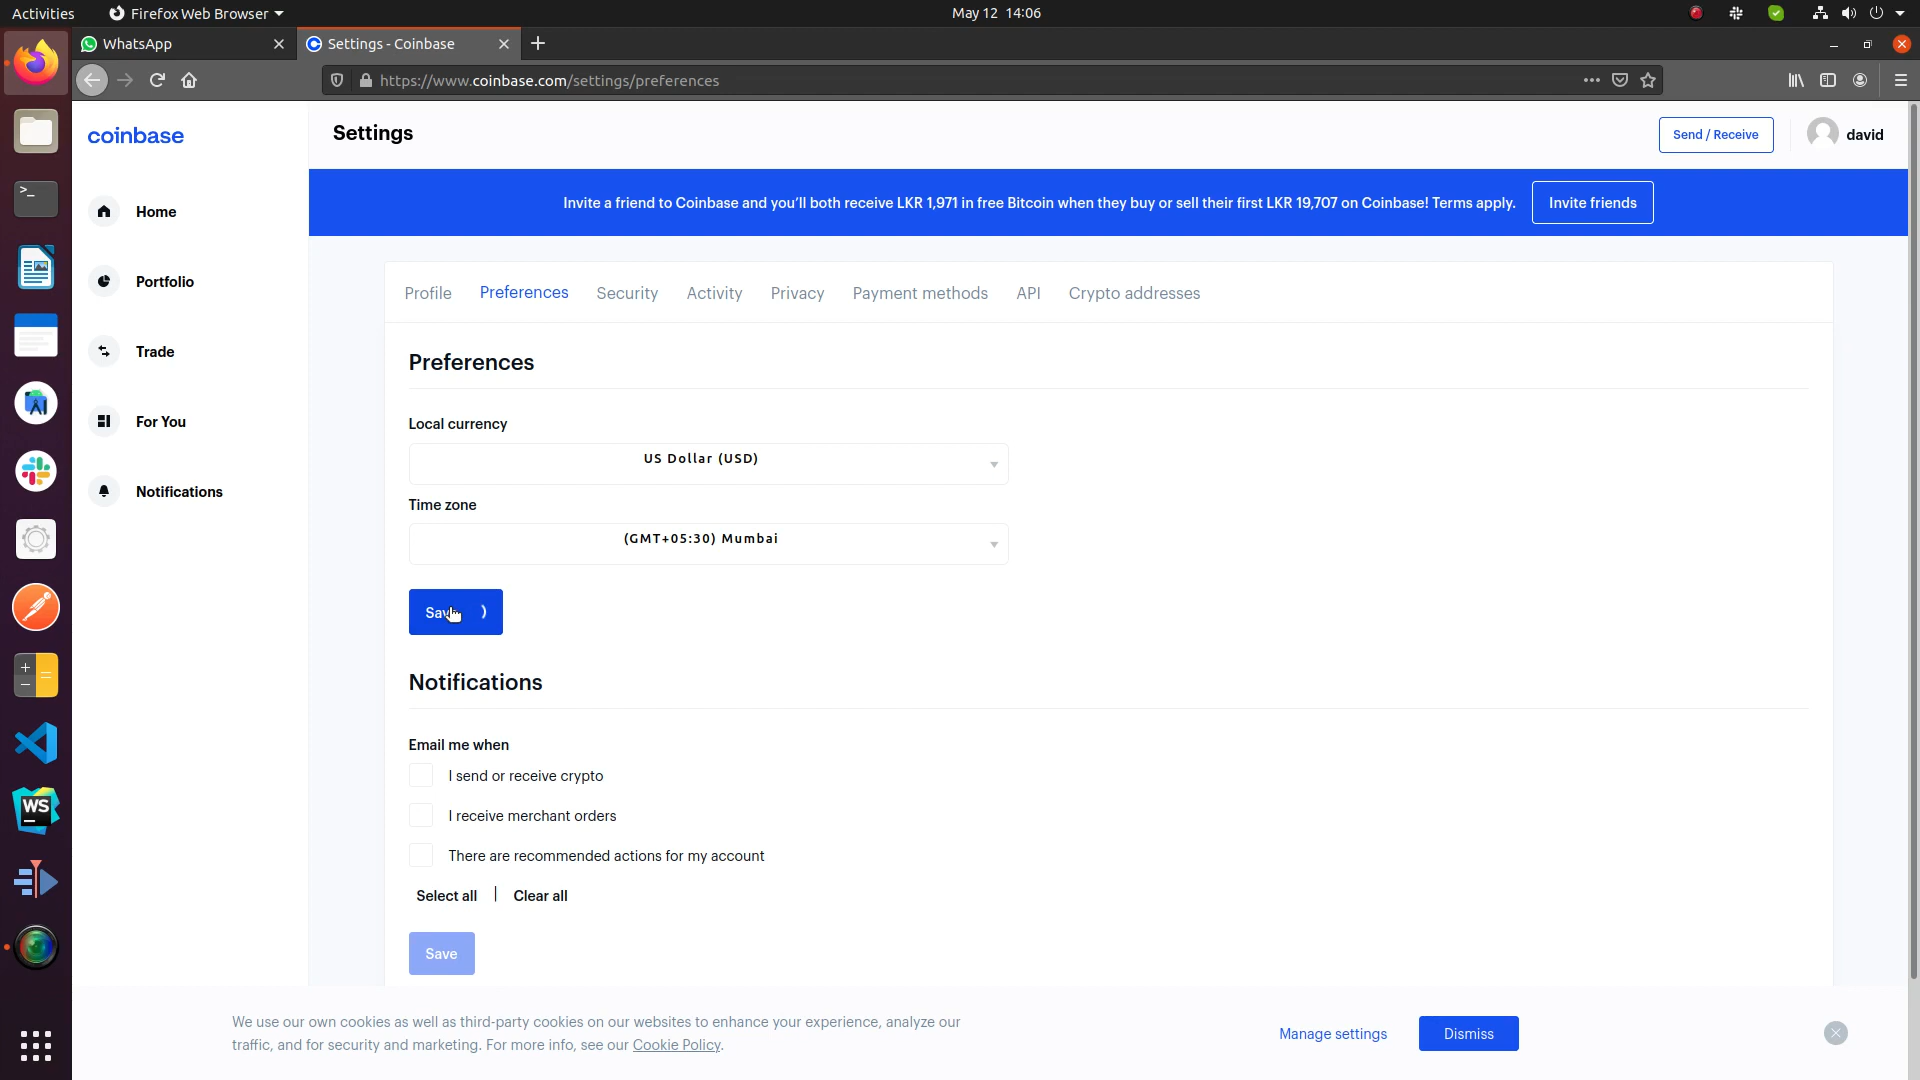 Activities
Firefox Web Browser
May 12 14:06
WhatsApp
Settings - Coinbase
https://www.coinbase.com/settings/preferences
coinbase
Settings
Send / Receive
david
Invite a friend to Coinbase and you'll both receive LKR 1,971 in free Bitcoin when they buy or sell their first LKR 19,707 on Coinbase! Terms apply.
Invite friends
Home
Portfolio
Trade
For You
Notifications
Profile
Preferences
Security
Activity
Privacy
Payment methods
API
Crypto addresses
Preferences
Local currency
US Dollar (USD)
Time zone
(GMT+05:30) Mumbai
Save
Notifications
Email me when
I send or receive crypto
I receive merchant orders
There are recommended actions for my account
Select all | Clear all
Save
We use our own cookies as well as third-party cookies on our websites to enhance your experience, analyze our
traffic, and for security and marketing. For more info, see our Cookie Policy.
Manage settings
Dismiss
WS